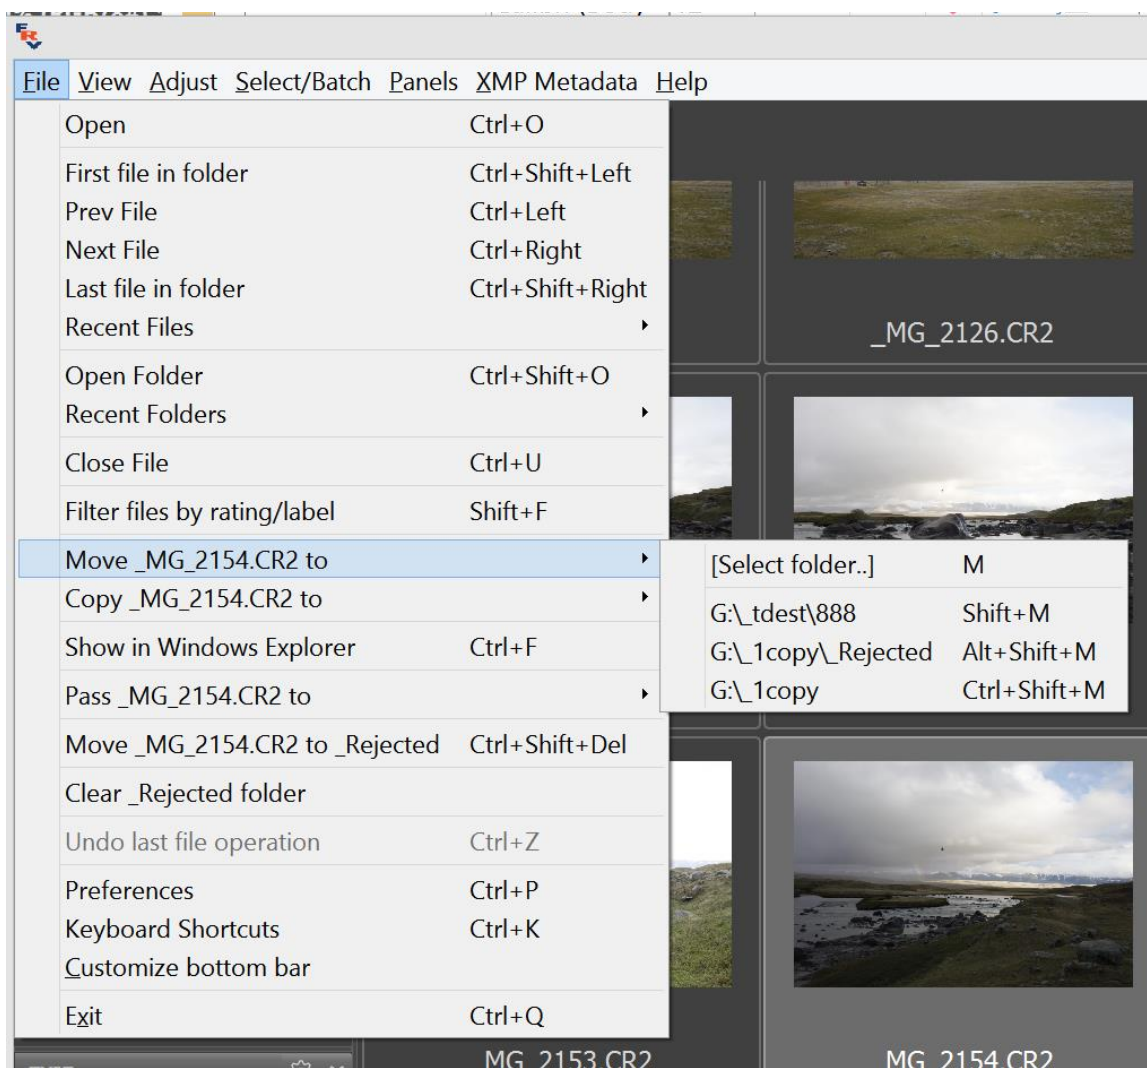 FRV
File View Adjust Select/Batch Panels XMP Metadata Help
Open Ctrl+O
First file in folder Ctrl+Shift+Left
Prev File Ctrl+Left
Next File Ctrl+Right
Last file in folder Ctrl+Shift+Right
Recent Files
Open Folder Ctrl+Shift+O
Recent Folders
Close File Ctrl+U
Filter files by rating/label Shift+F
Move _MG_2154.CR2 to
Copy _MG_2154.CR2 to
Show in Windows Explorer Ctrl+F
Pass _MG_2154.CR2 to
Move _MG_2154.CR2 to _Rejected Ctrl+Shift+Del
Clear _Rejected folder
Undo last file operation Ctrl+Z
Preferences Ctrl+P
Keyboard Shortcuts Ctrl+K
Customize bottom bar
Exit Ctrl+Q
[Select folder..] M
G:\_tdest\888 Shift+M
G:\_1copy\_Rejected Alt+Shift+M
G:\_1copy Ctrl+Shift+M
_MG_2126.CR2
MG_2153.CR2
MG_2154.CR2